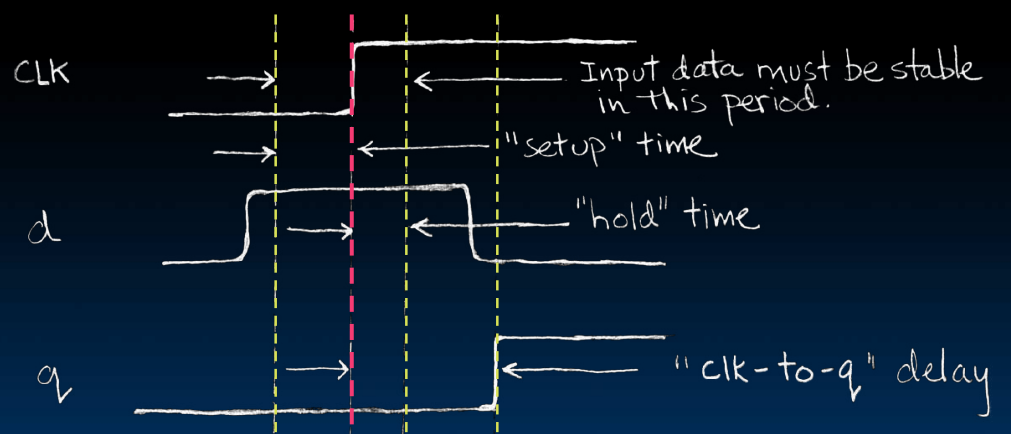 CLK
Input data must be stable
in this period.
"setup" time
d
"hold" time
q
"clk-to-q" delay